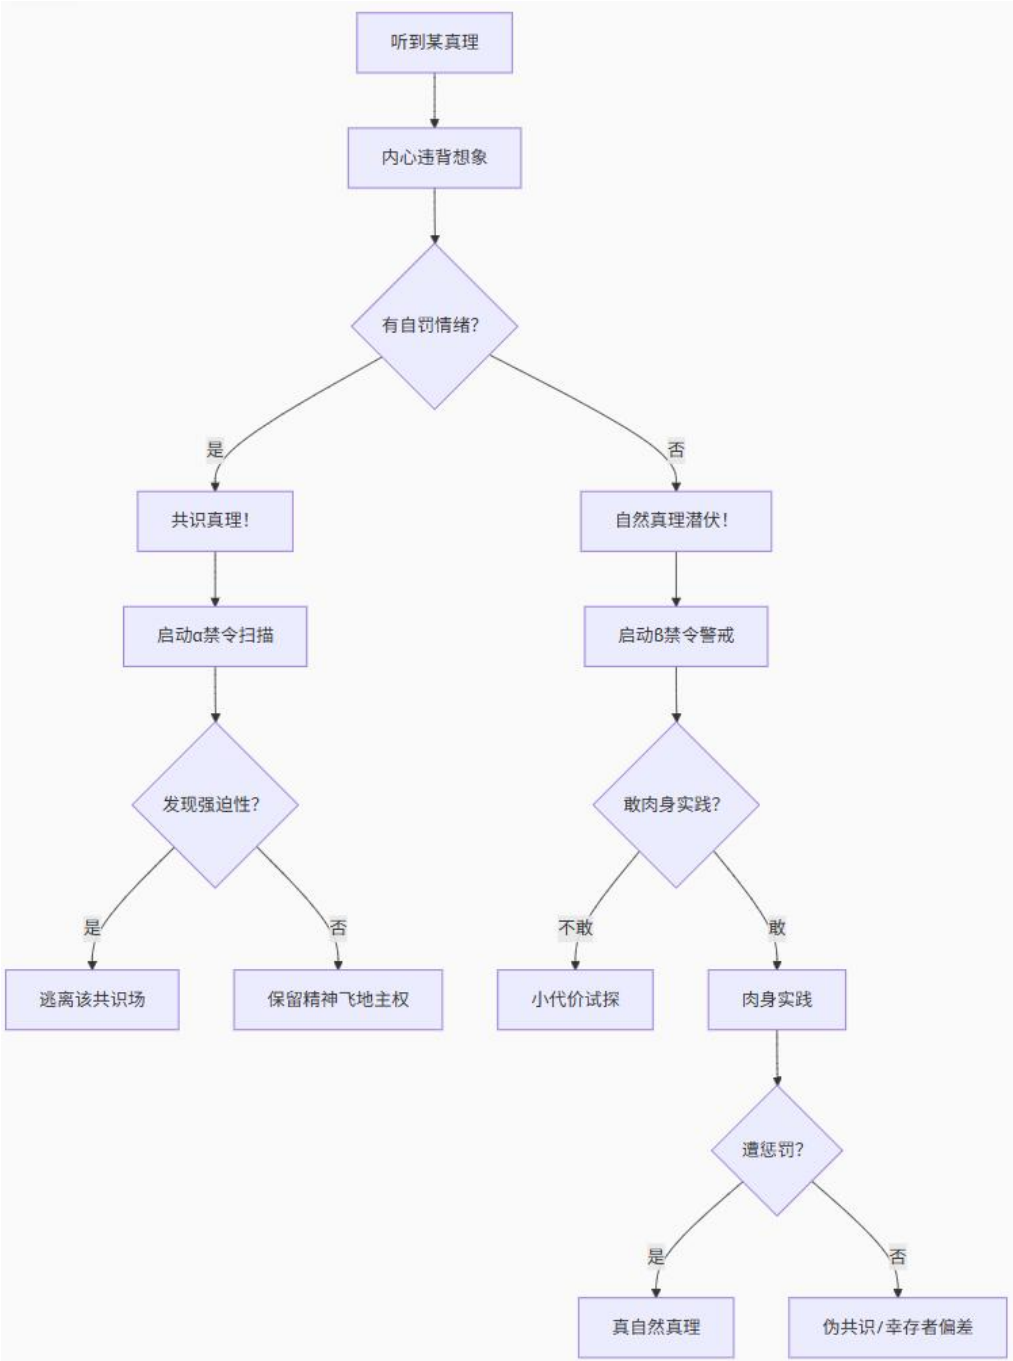 听到某真理
内心违背想象
有自罚情绪？
是
否
共识真理！
自然真理潜伏！
启动α禁令扫描
启动β禁令警戒
发现强迫性？
敢肉身实践？
是
否
不敢
敢
逃离该共识场
保留精神飞地主权
小代价试探
肉身实践
遭惩罚？
是
否
真自然真理
伪共识/幸存者偏差